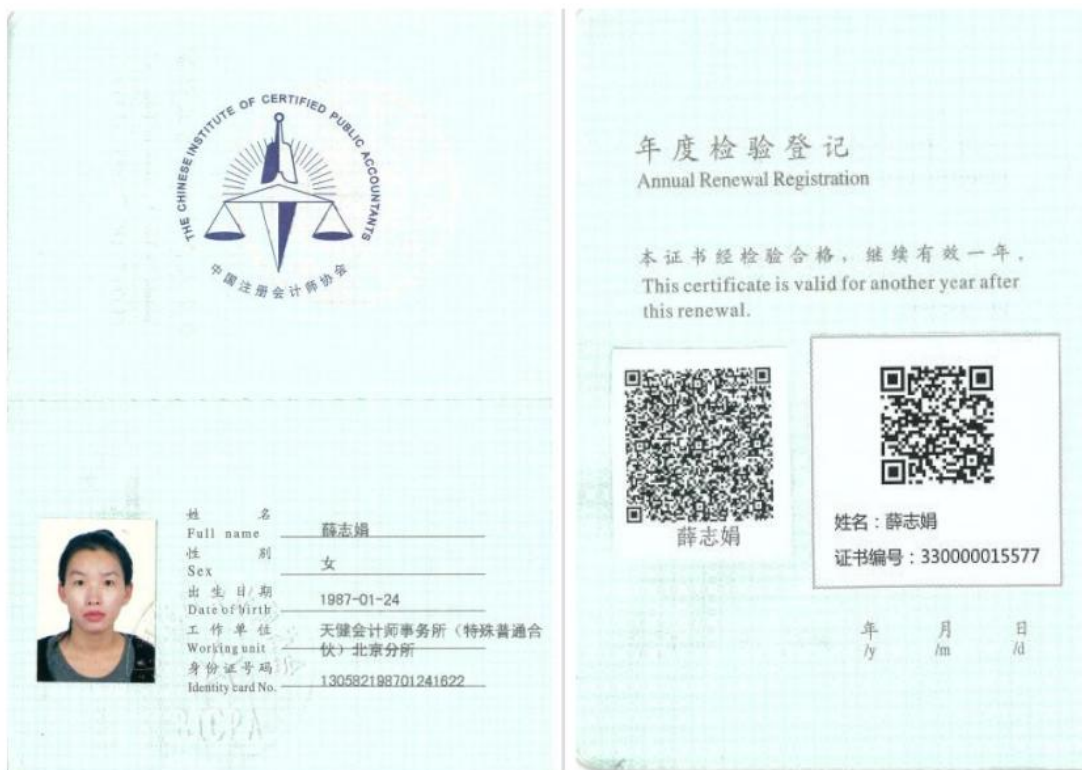 THE CHINESE INSTITUTE OF CERTIFIED PUBLIC ACCOUNTANTS
中国注册会计师协会
姓 名
Full name 薛志娟
性 别
Sex 女
出生日期
Date of birth 1987-01-24
工作单位 天健会计师事务所（特殊普通合
Working unit 伙）北京分所
身份证号码
Identity card No. 130582198701241622
年度检验登记
Annual Renewal Registration
本证书经检验合格，继续有效一年。
This certificate is valid for another year after
this renewal.
薛志娟
姓名：薛志娟
证书编号：330000015577
年 月 日
/y /m /d